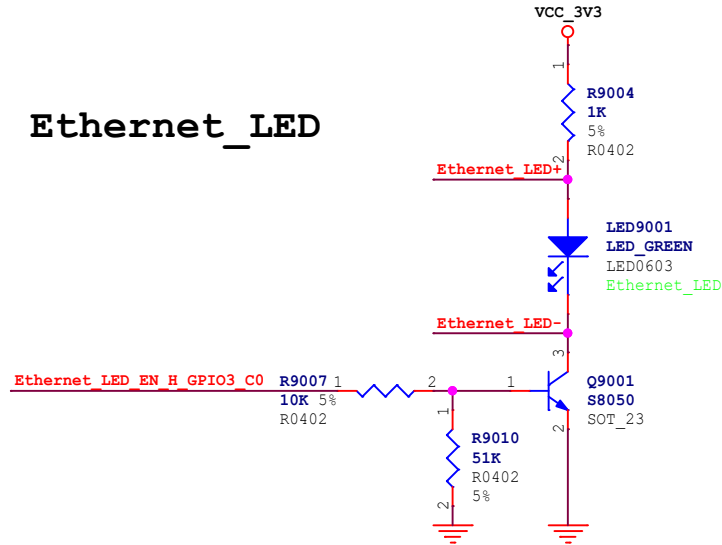 VCC_3V3
1
R9004
1K
5%
R0402
2
Ethernet_LED
Ethernet_LED+
LED9001
LED_GREEN
LED0603
Ethernet_LED
Ethernet_LED-
3
Ethernet_LED_EN_H_GPIO3_C0
R9007
1
2
10K 5%
R0402
1
Q9001
S8050
SOT_23
2
1
R9010
51K
R0402
5%
2